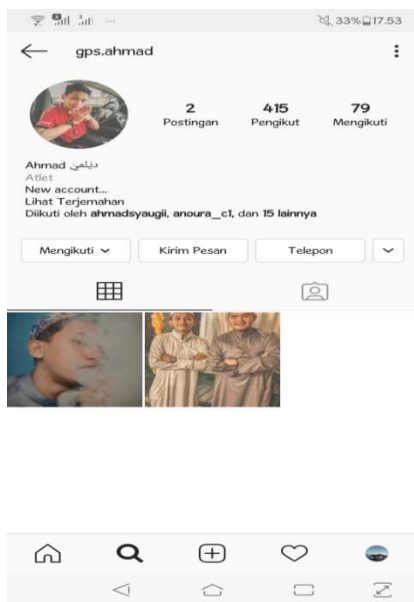 33% 17.53
gps.ahmad
2 415 79
Postingan Pengikut Mengikuti
Ahmad ديلمي
Atlet
New account...
Lihat Terjemahan
Diikuti oleh ahmadsyaugii, anoura_c1, dan 15 lainnya
Mengikuti Kirim Pesan Telepon